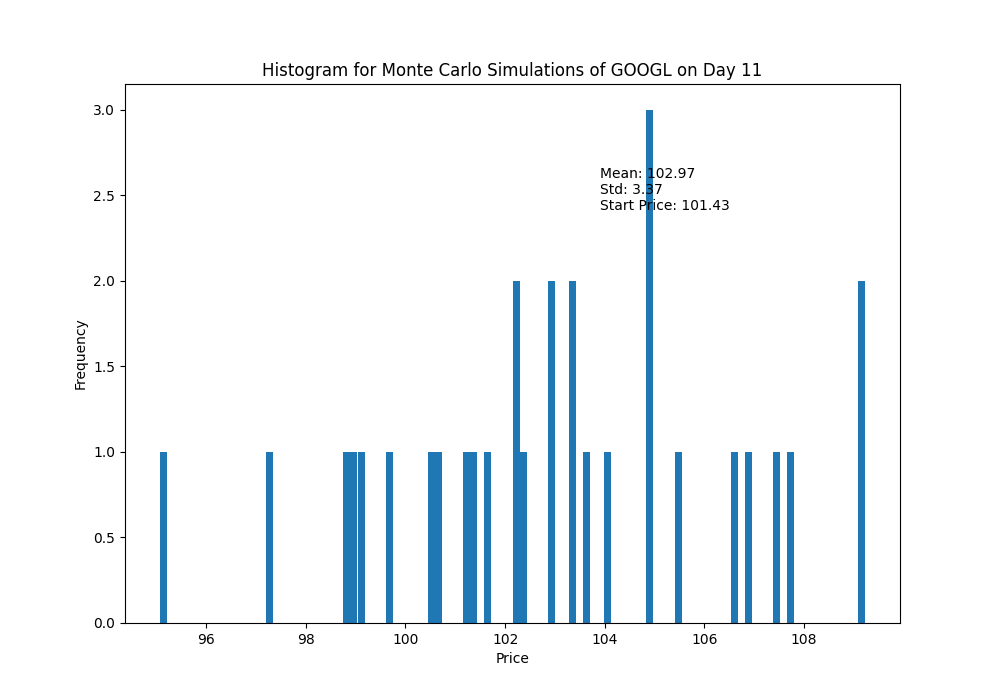 Histogram for Monte Carlo Simulations of GOOGL on Day 11
3.0
2.5
2.0
1.5
1.0
0.5
0.0
Frequency
Mean: 102.97
Std: 3.37
Start Price: 101.43
96 98 100 102 104 106 108
Price